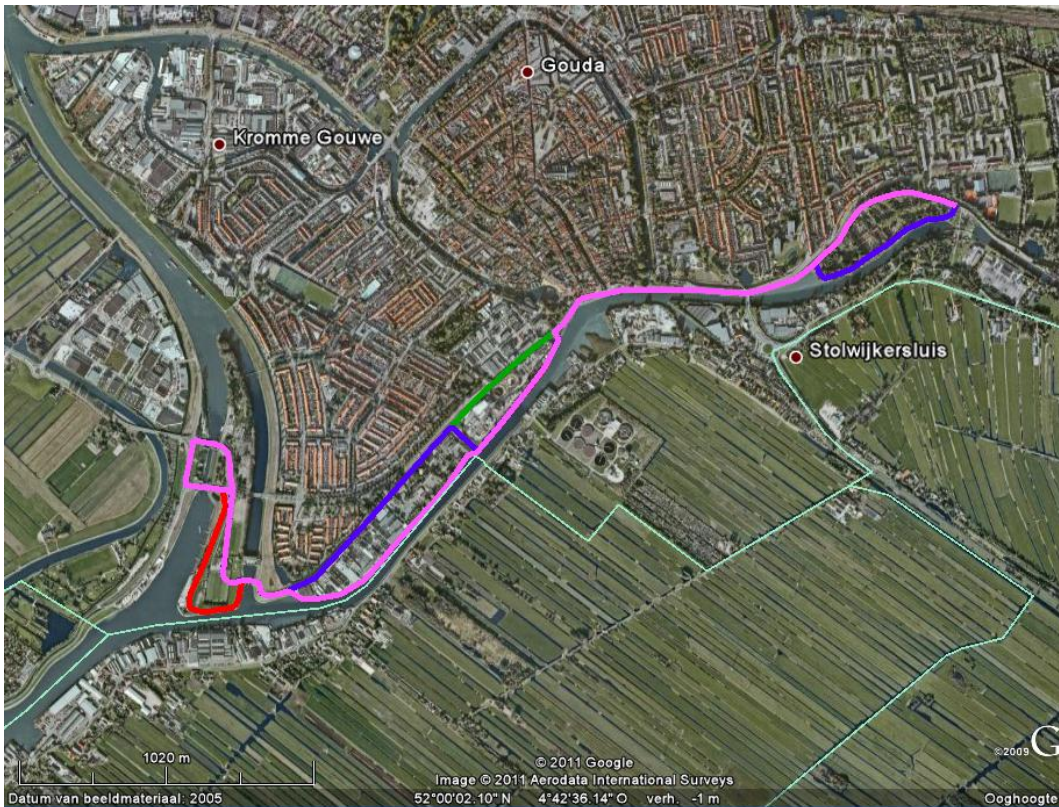 Gouda
Kromme Gouwe
Stolwijkersluis
1020 m
©2009 G
© 2011 Google
Image © 2011 Aerodata International Surveys
Datum van beeldmateriaal: 2005 52°00'02.10" N 4°42'36.14" O verh. -1 m Ooghoogte